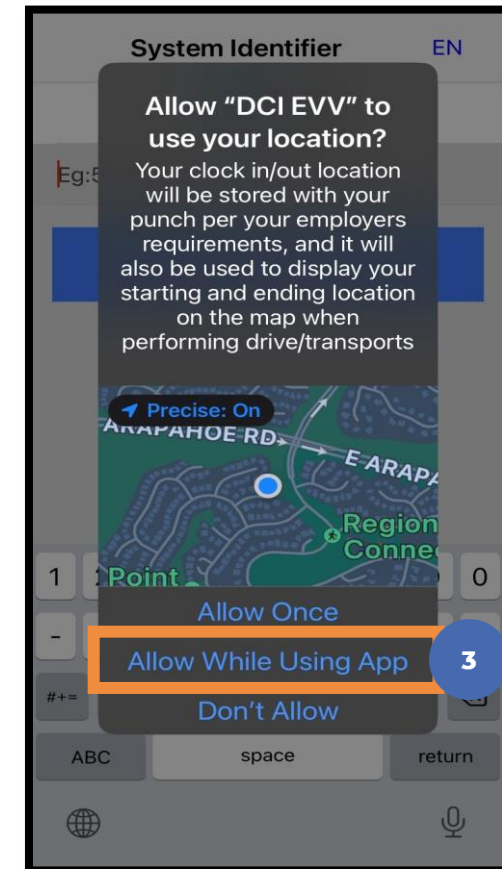 System Identifier
EN
Allow “DCI EVV” to
use your location?
Your clock in/out location
will be stored with your
punch per your employers
requirements, and it will
also be used to display your
starting and ending location
on the map when
performing drive/transports
Eg:5
Precise: On
ARAPAHOE RD
E ARAPA
Region
Conne
Point
1
0
Allow Once
-
Allow While Using App
3
#+=
Don’t Allow
ABC
space
return